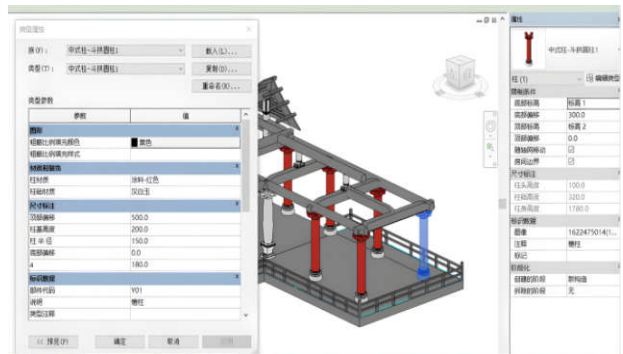 类型属性
族(F): 中式柱-斗拱圆柱1 载入(L)...
类型(T): 中式柱-斗拱圆柱1 复制(D)...
重命名(R)...
类型参数
参数 值
图形
粗略比例填充颜色 黑色
粗略比例填充样式
材质和装饰
柱材质 涂料-红色
柱础材质 汉白玉
尺寸标注
顶部偏移 500.0
柱基高度 200.0
柱半径 150.0
底部偏移 0.0
a 180.0
标识数据
部件代码 Y01
说明 檐柱
类型注释
<< 预览(P) 确定 取消 应用
属性
中式柱-斗拱圆柱1
柱 (1) 编辑类型
限制条件
底部标高 标高 1
底部偏移 300.0
顶部标高 标高 2
顶部偏移 0.0
随轴网移动
房间边界
尺寸标注
柱头高度 100.0
柱础高度 320.0
柱身高度 1780.0
标识数据
图像 1622475014(1...
注释 檐柱
标记
阶段化
创建的阶段 新构造
拆除的阶段 无